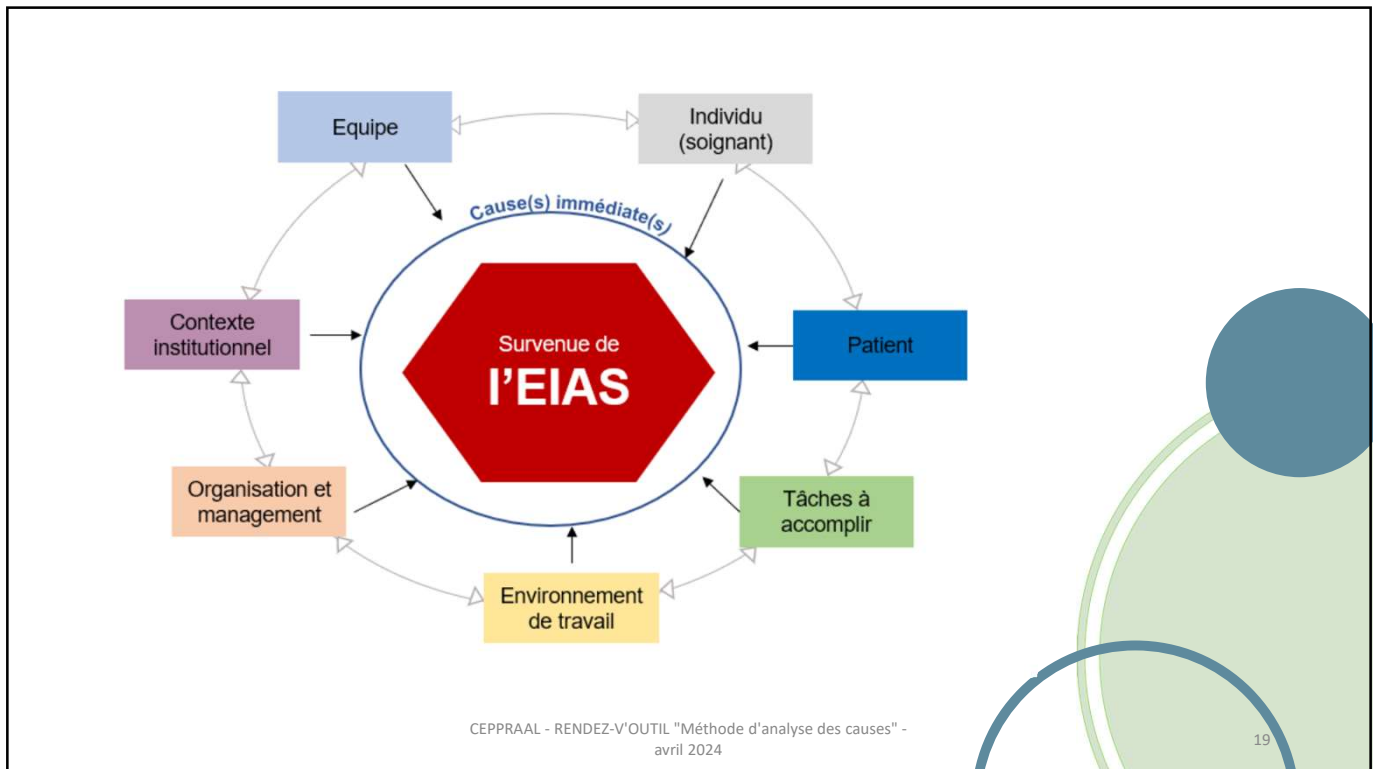 Equipe
Individu
(soignant)
Cause(s) immédiate(s)
Contexte
institutionnel
Survenue de
l'EIAS
Patient
Organisation et
management
Tâches à
accomplir
Environnement
de travail
CEPPRAAL - RENDEZ-V'OUTIL "Méthode d'analyse des causes" -
avril 2024
19